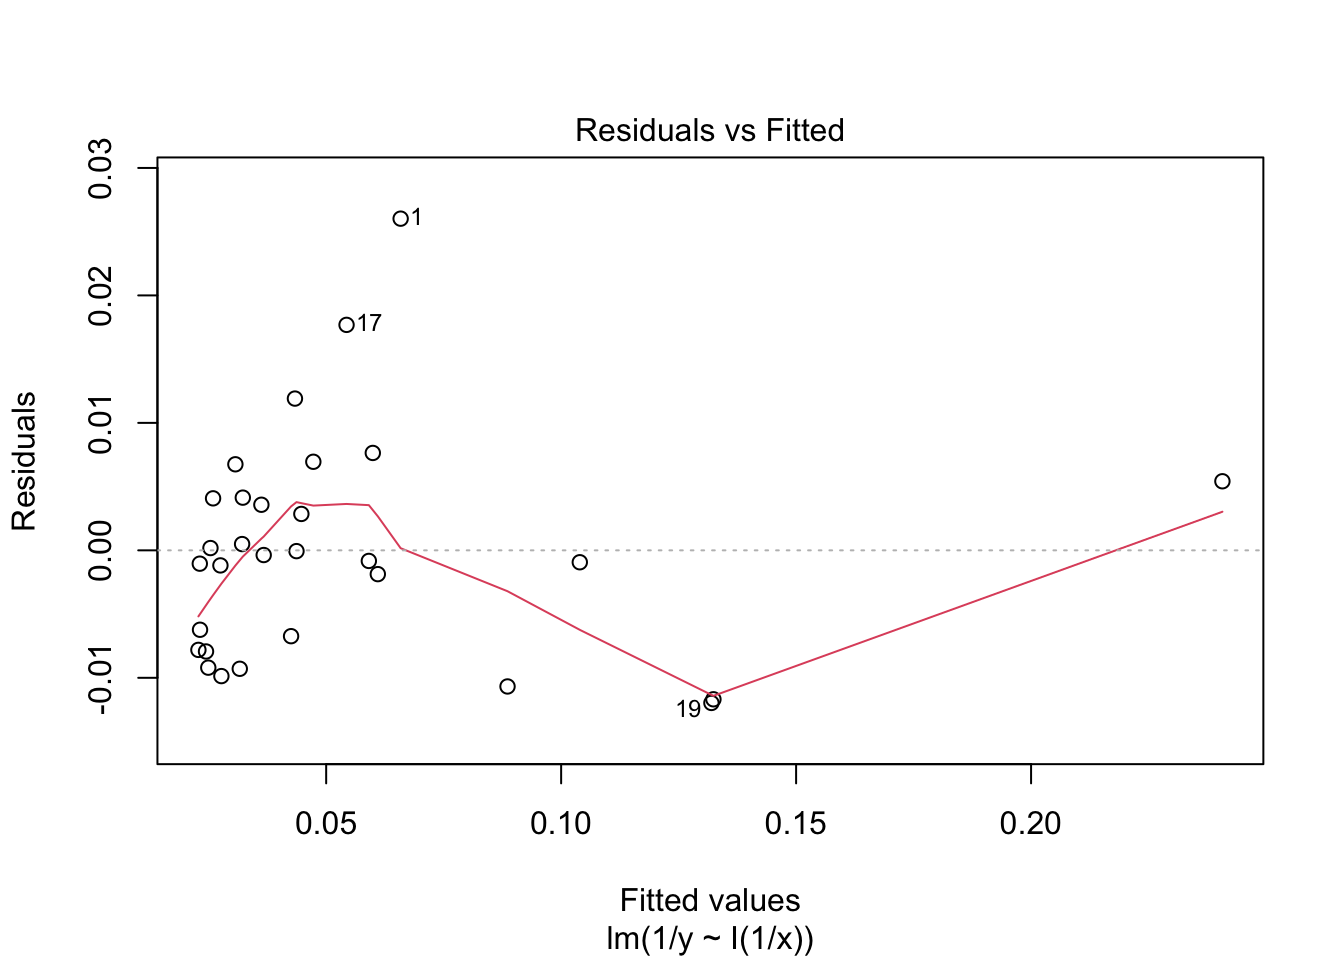 Residuals vs Fitted
0.03
0.02
0.01
0.00
-0.01
Residuals
1
17
19
0.05 0.10 0.15 0.20
Fitted values
lm(1/y ~ I(1/x))